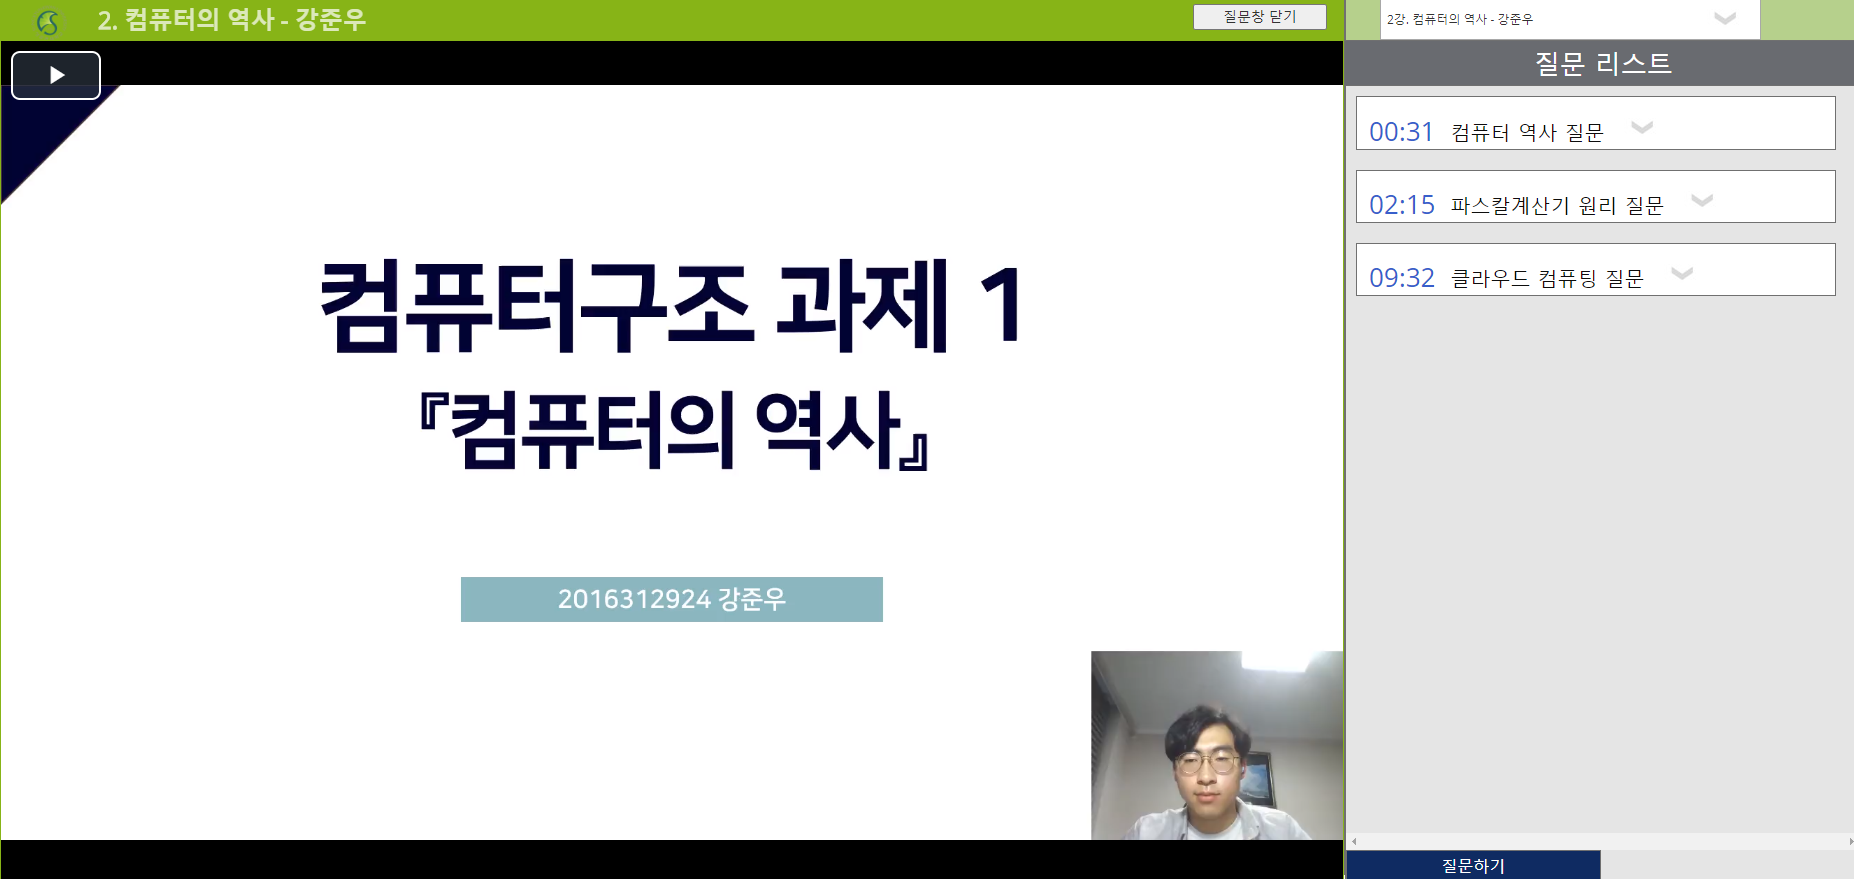 2. 컴퓨터의 역사 - 강준우
질문창 닫기
2강. 컴퓨터의 역사 - 강준우
질문 리스트
00:31 컴퓨터 역사 질문
02:15 파스칼계산기 원리 질문
09:32 클라우드 컴퓨팅 질문
컴퓨터구조 과제 1
『컴퓨터의 역사』
2016312924 강준우
질문하기